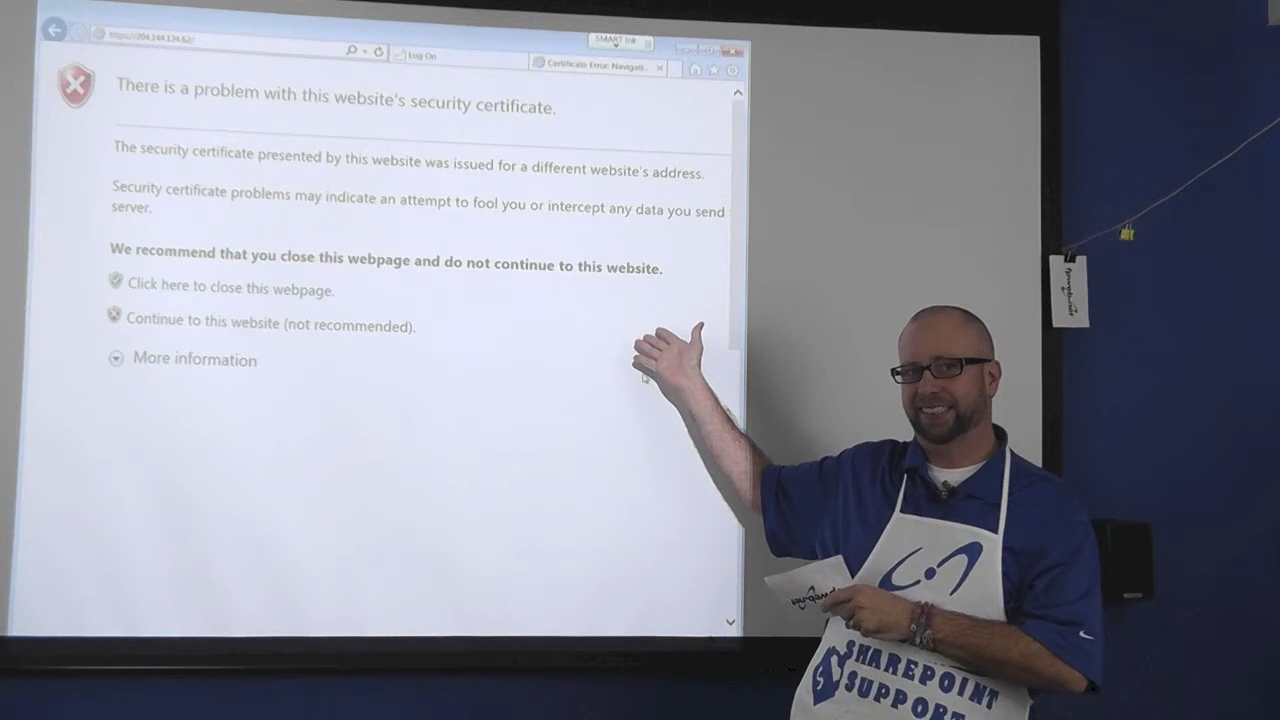 https://204.144.134.62/
SMART Ink
Log On
Certificate Error: Navigati...
There is a problem with this website's security certificate.
The security certificate presented by this website was issued for a different website's address.
Security certificate problems may indicate an attempt to fool you or intercept any data you send
server.
We recommend that you close this webpage and do not continue to this website.
Click here to close this webpage.
Continue to this website (not recommended).
More information
fpwebinar
fpweb.net
SHAREPOINT
SUPPORT